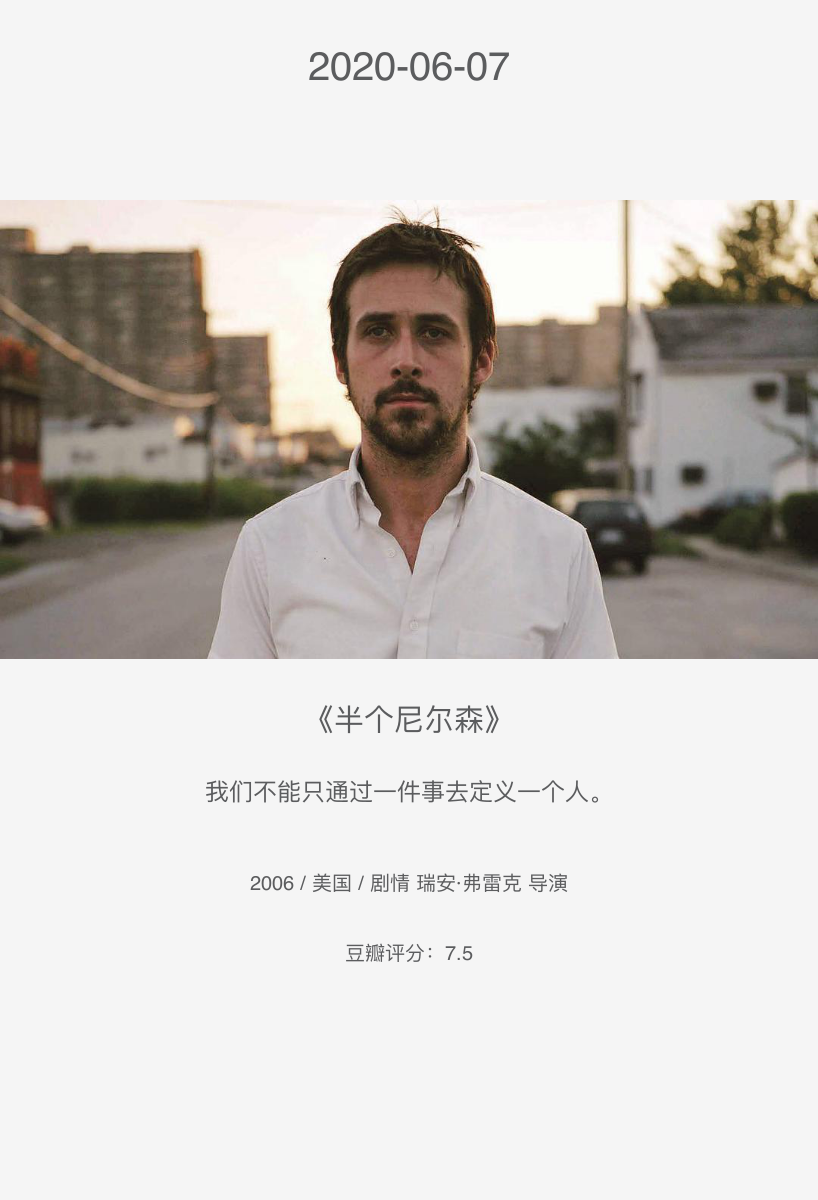 2020-06-07
《半个尼尔森》
我们不能只通过一件事去定义一个人。
2006 / 美国 / 剧情 瑞安·弗雷克 导演
豆瓣评分：7.5